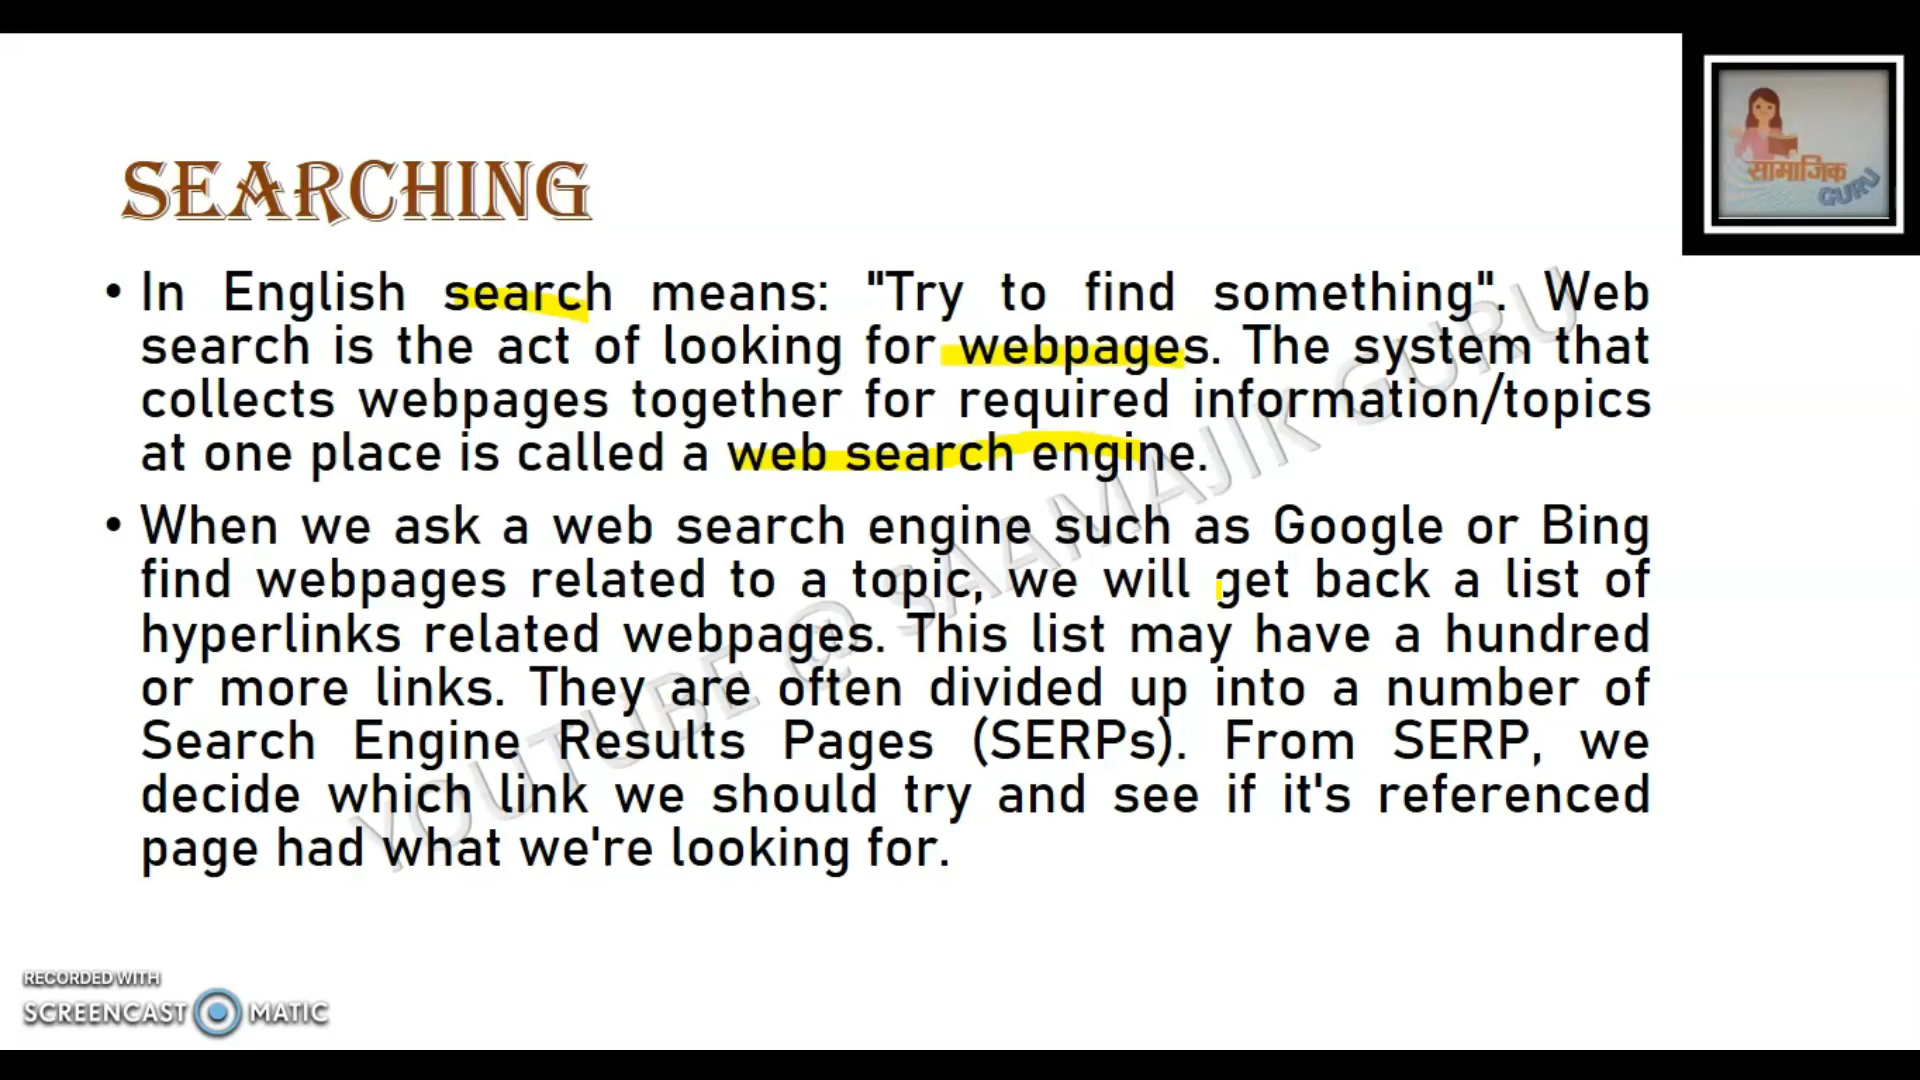 SEARCHING
सामाजिक
GURU
• In English search means: "Try to find something". Web
search is the act of looking for webpages. The system that
collects webpages together for required information/topics
at one place is called a web search engine.
• When we ask a web search engine such as Google or Bing
find webpages related to a topic, we will get back a list of
hyperlinks related webpages. This list may have a hundred
or more links. They are often divided up into a number of
Search Engine Results Pages (SERPs). From SERP, we
decide which link we should try and see if it's referenced
page had what we're looking for.
YOUTUBE @ SAAMAJIK GURU
RECORDED WITH
SCREENCAST MATIC